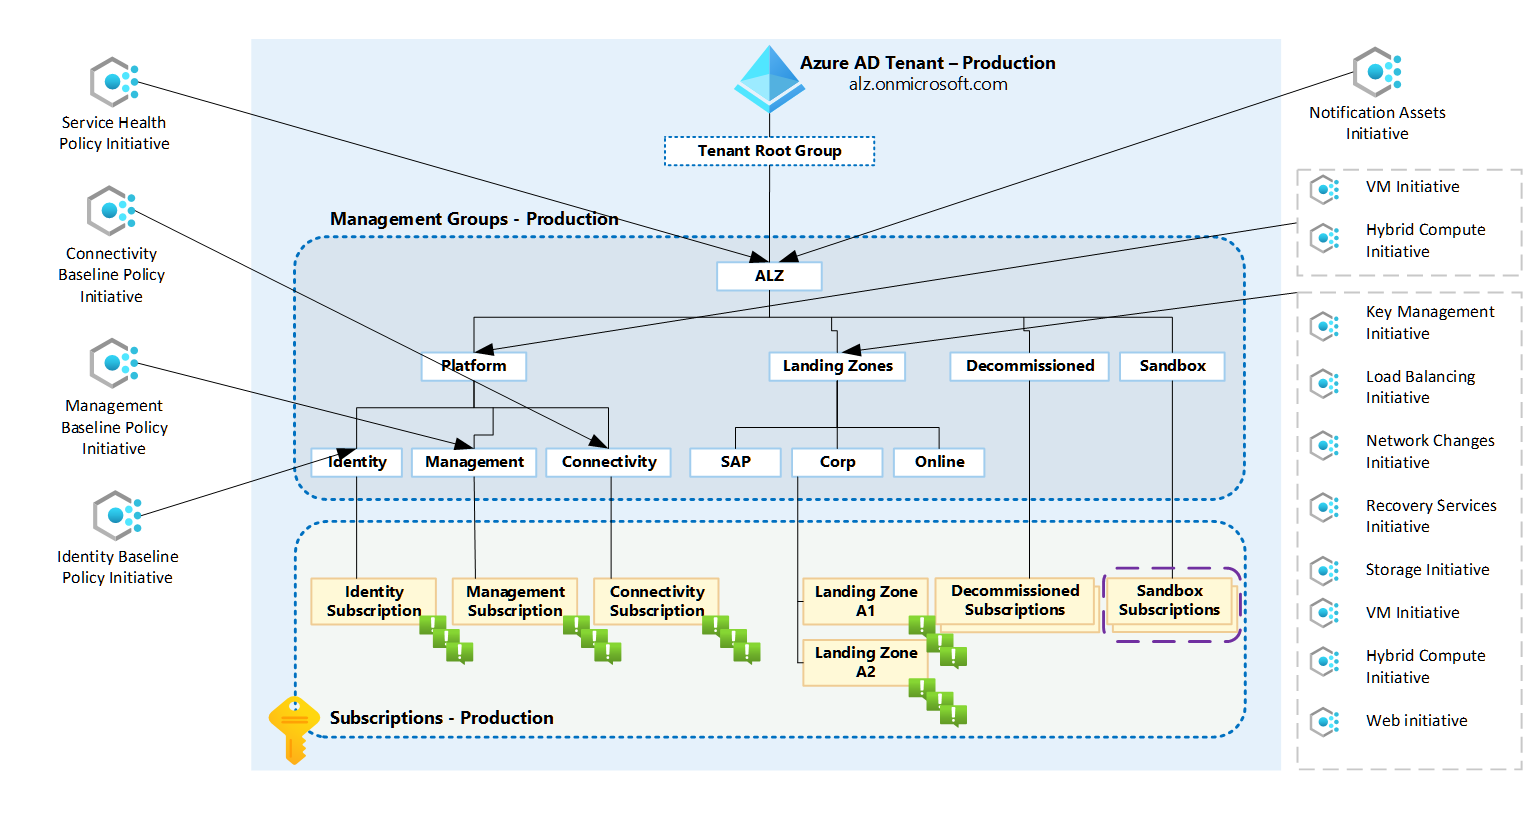 Azure AD Tenant – Production
alz.onmicrosoft.com
Tenant Root Group
Service Health
Policy Initiative
Connectivity
Baseline Policy
Initiative
Management
Baseline Policy
Initiative
Identity Baseline
Policy Initiative
Management Groups - Production
ALZ
Platform
Landing Zones
Decommissioned
Sandbox
Identity
Management
Connectivity
SAP
Corp
Online
Identity
Subscription
Management
Subscription
Connectivity
Subscription
Landing Zone
A1
Landing Zone
A2
Decommissioned
Subscriptions
Sandbox
Subscriptions
Subscriptions - Production
Notification Assets
Initiative
VM Initiative
Hybrid Compute
Initiative
Key Management
Initiative
Load Balancing
Initiative
Network Changes
Initiative
Recovery Services
Initiative
Storage Initiative
VM Initiative
Hybrid Compute
Initiative
Web initiative